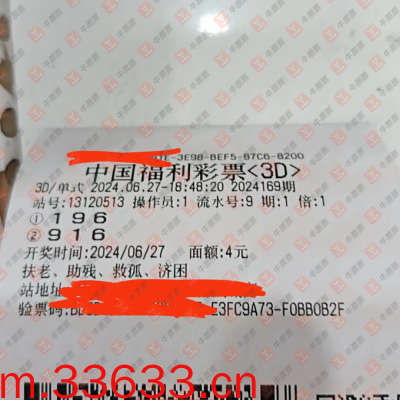 3E98-8EF5-87C6-8200
中国福利彩票<3D>
3D/单式 2024.06.27-18:48:20 2024169期
站号:13120513 操作员:1 流水号:9 期:1 倍:1
①196
②916
开奖时间:2024/06/27 面额:4元
扶老、助残、救孤、济困
站地址
验票码: E3FC9A73-F0BB0B2F
m.33633.cn